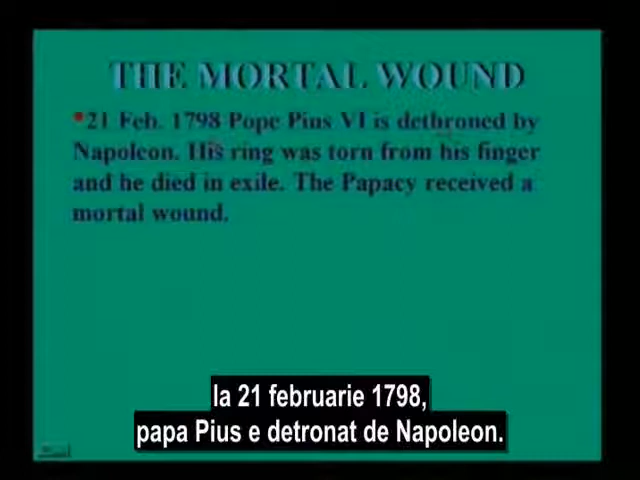 THE MORTAL WOUND
•21 Feb. 1798 Pope Pius VI is dethroned by
Napoleon. His ring was torn from his finger
and he died in exile. The Papacy received a
mortal wound.
la 21 februarie 1798,
papa Pius e detronat de Napoleon.